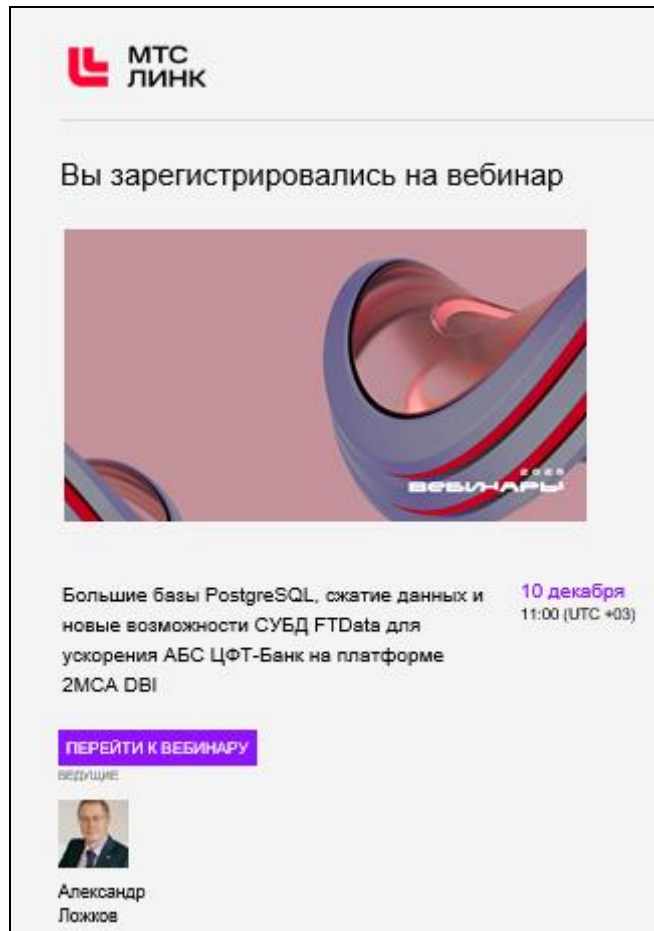 МТС
ЛИНК
Вы зарегистрировались на вебинар
2025
ВЕБИНАРЫ
Большие базы PostgreSQL, сжатие данных и
новые возможности СУБД FTData для
ускорения АБС ЦФТ-Банк на платформе
2MCA DBI
10 декабря
11:00 (UTC +03)
ПЕРЕЙТИ К ВЕБИНАРУ
ВЕДУЩИЕ
Александр
Ложков